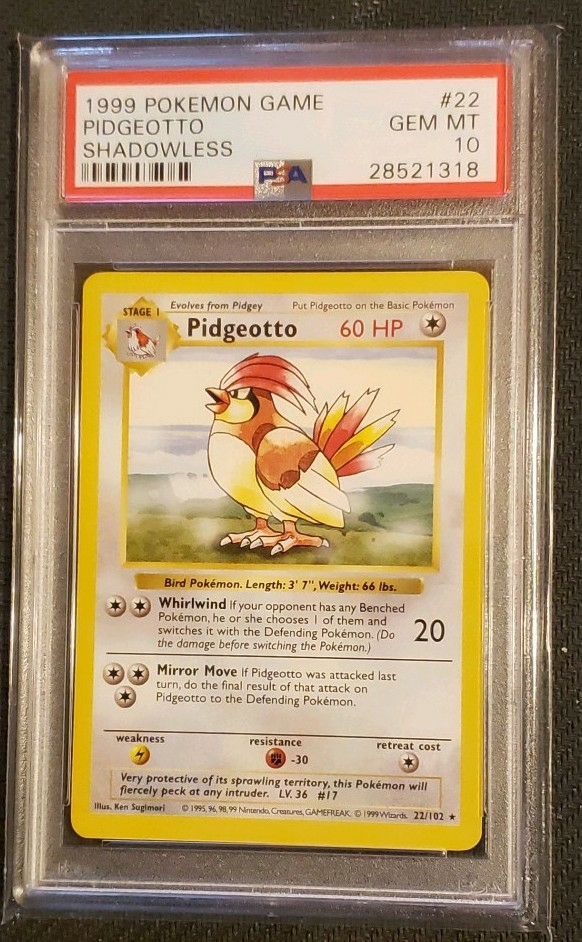 1999 POKEMON GAME #22
PIDGEOTTO GEM MT
SHADOWLESS 10
PSA 28521318
STAGE 1 Evolves from Pidgey Put Pidgeotto on the Basic Pokémon
Pidgeotto 60 HP
Bird Pokémon. Length: 3' 7", Weight: 66 lbs.
Whirlwind If your opponent has any Benched
Pokémon, he or she chooses 1 of them and
switches it with the Defending Pokémon. (Do
the damage before switching the Pokémon.)
20
Mirror Move If Pidgeotto was attacked last
turn, do the final result of that attack on
Pidgeotto to the Defending Pokémon.
weakness resistance retreat cost
-30
Very protective of its sprawling territory, this Pokémon will
fiercely peck at any intruder. LV. 36 #17
Illus. Ken Sugimori © 1995, 96, 98, 99 Nintendo, Creatures, GAMEFREAK. © 1999 Wizards. 22/102 ★